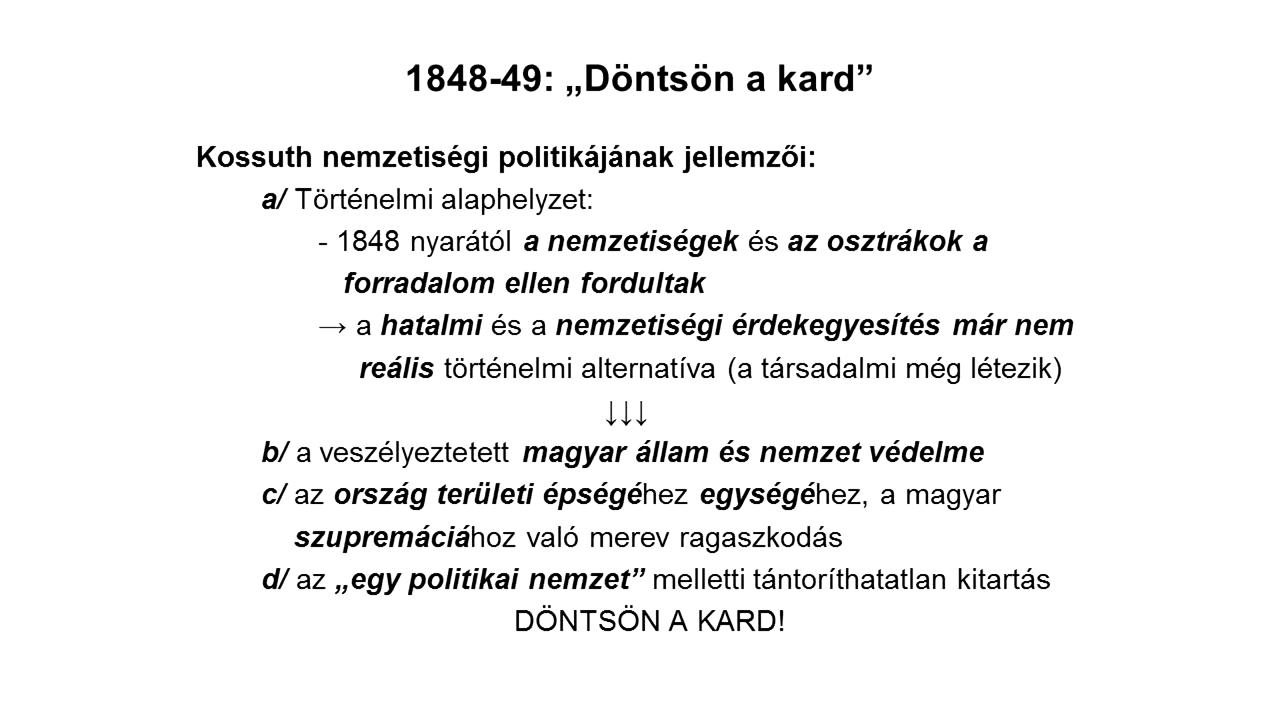 1848-49: „Döntsön a kard”
Kossuth nemzetiségi politikájának jellemzői:
a/ Történelmi alaphelyzet:
- 1848 nyarától a nemzetiségek és az osztrákok a
forradalom ellen fordultak
→ a hatalmi és a nemzetiségi érdekegyesítés már nem
reális történelmi alternatíva (a társadalmi még létezik)
↓↓↓
b/ a veszélyeztetett magyar állam és nemzet védelme
c/ az ország területi épségéhez egységéhez, a magyar
szupremáciához való merev ragaszkodás
d/ az „egy politikai nemzet” melletti tántoríthatatlan kitartás
DÖNTSÖN A KARD!